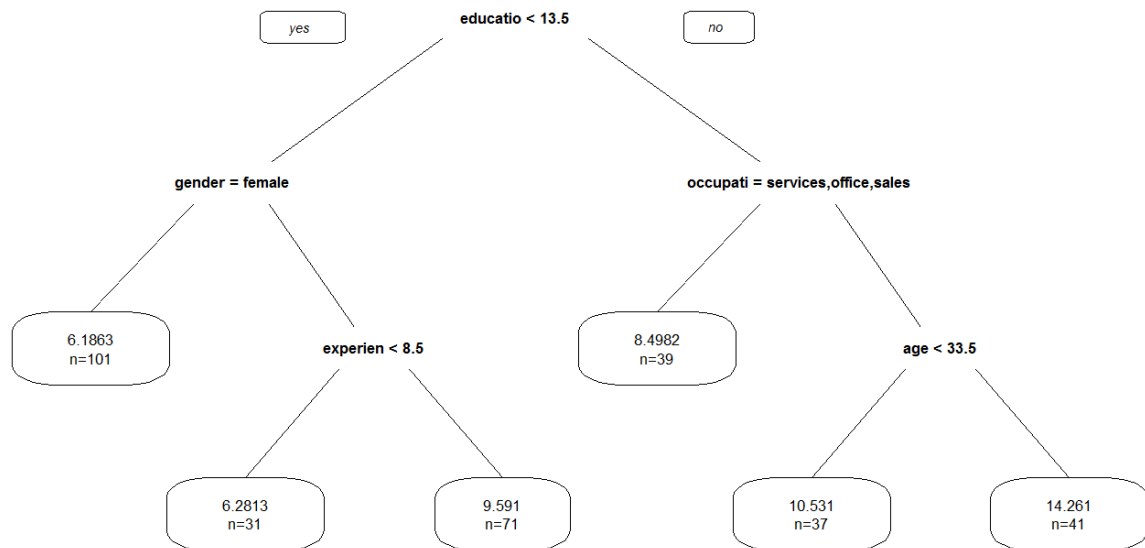 educatio < 13.5
yes
no
gender = female
occupati = services,office,sales
6.1863
n=101
experien < 8.5
8.4982
n=39
age < 33.5
6.2813
n=31
9.591
n=71
10.531
n=37
14.261
n=41